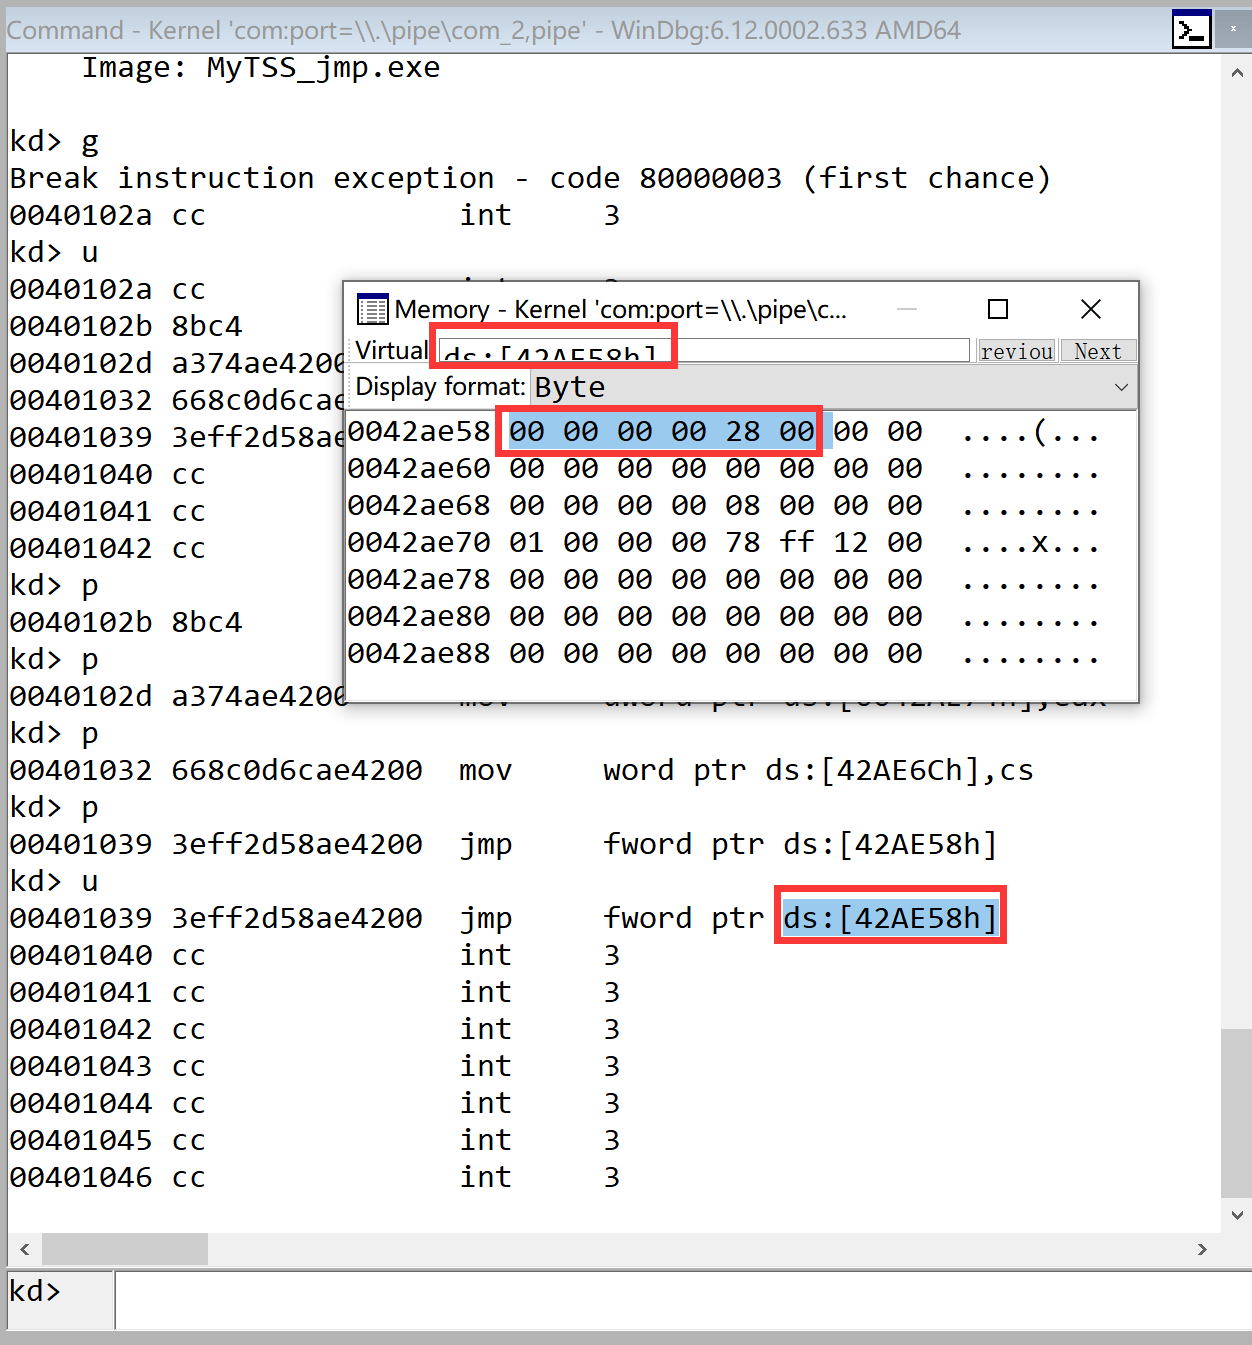 Command - Kernel 'com:port=\\.\pipe\com_2,pipe' - WinDbg:6.12.0002.633 AMD64
Image: MyTSS_jmp.exe
kd> g
Break instruction exception - code 80000003 (first chance)
0040102a cc int 3
kd> u
0040102a cc
0040102b 8bc4
0040102d a374ae4200
00401032 668c0d6cae
00401039 3eff2d58ae
00401040 cc
00401041 cc
00401042 cc
kd> p
0040102b 8bc4
kd> p
0040102d a374ae4200 mov dword ptr ds:[0042AE74h],eax
kd> p
00401032 668c0d6cae4200 mov word ptr ds:[42AE6Ch],cs
kd> p
00401039 3eff2d58ae4200 jmp fword ptr ds:[42AE58h]
kd> u
00401039 3eff2d58ae4200 jmp fword ptr ds:[42AE58h]
00401040 cc int 3
00401041 cc int 3
00401042 cc int 3
00401043 cc int 3
00401044 cc int 3
00401045 cc int 3
00401046 cc int 3
kd>
Memory - Kernel 'com:port=\\.\pipe\c...
Virtual ds:[42AE58h] reviou Next
Display format: Byte
0042ae58 00 00 00 00 28 00 00 00 ....(...
0042ae60 00 00 00 00 00 00 00 00 ........
0042ae68 00 00 00 00 08 00 00 00 ........
0042ae70 01 00 00 00 78 ff 12 00 ....x...
0042ae78 00 00 00 00 00 00 00 00 ........
0042ae80 00 00 00 00 00 00 00 00 ........
0042ae88 00 00 00 00 00 00 00 00 ........